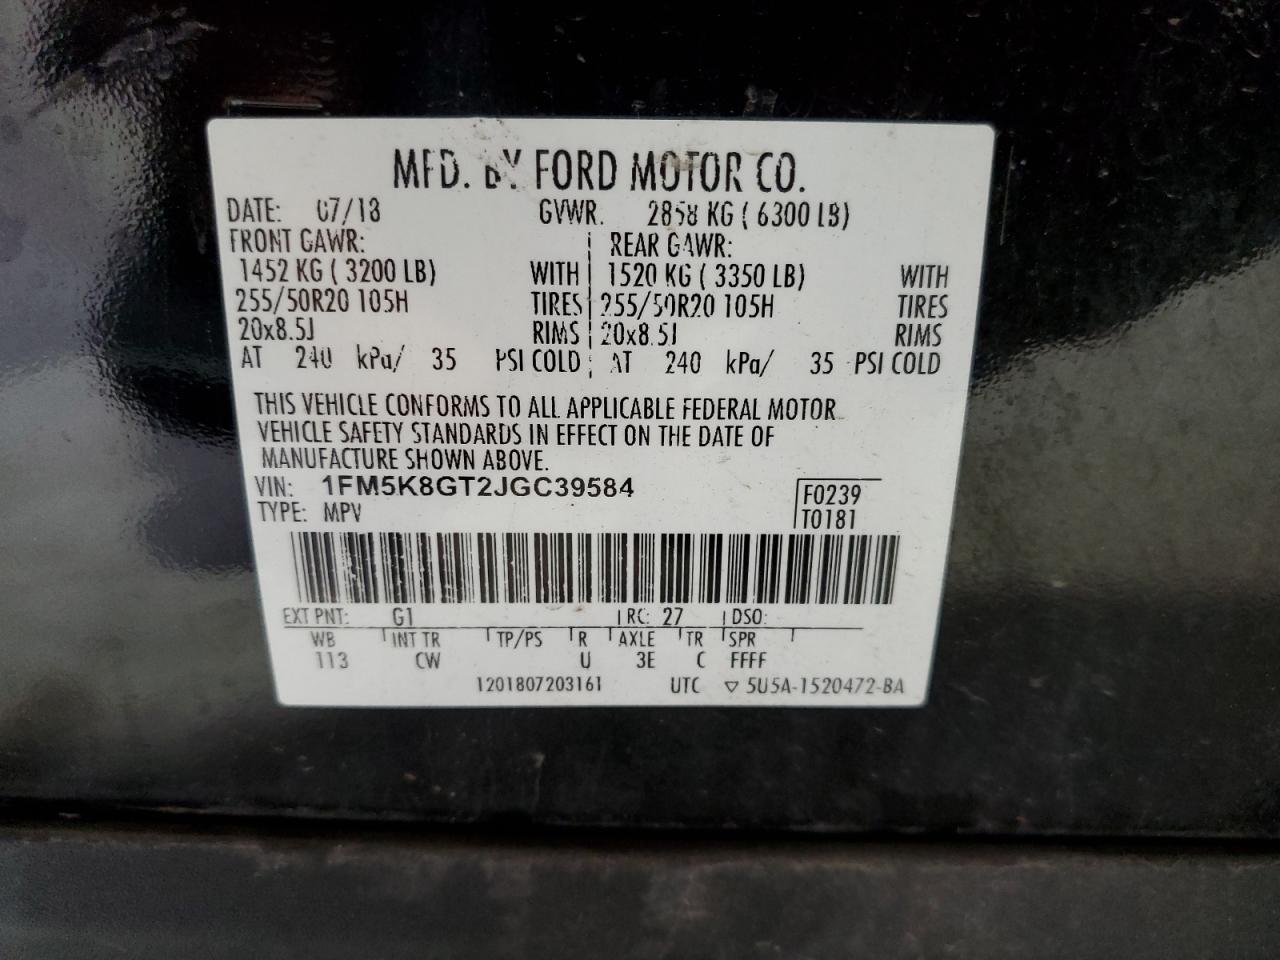 MFD. BY FORD MOTOR CO.
DATE: 07/18 GVWR. 2858 KG ( 6300 LB)
FRONT GAWR: REAR GAWR:
1452 KG ( 3200 LB) WITH 1520 KG ( 3350 LB) WITH
255/50R20 105H TIRES 255/50R20 105H TIRES
20x8.5J RIMS 20x8.5J RIMS
AT 240 kPa/ 35 PSI COLD AT 240 kPa/ 35 PSI COLD
THIS VEHICLE CONFORMS TO ALL APPLICABLE FEDERAL MOTOR
VEHICLE SAFETY STANDARDS IN EFFECT ON THE DATE OF
MANUFACTURE SHOWN ABOVE.
VIN: 1FM5K8GT2JGC39584
F0239
TYPE: MPV
T0181
EXT PNT: G1 RC: 27 DSO:
WB INT TR TP/PS R AXLE TR SPR
113 CW U 3E C FFFF
1201807203161 UTC ▽ 5U5A-1520472-BA